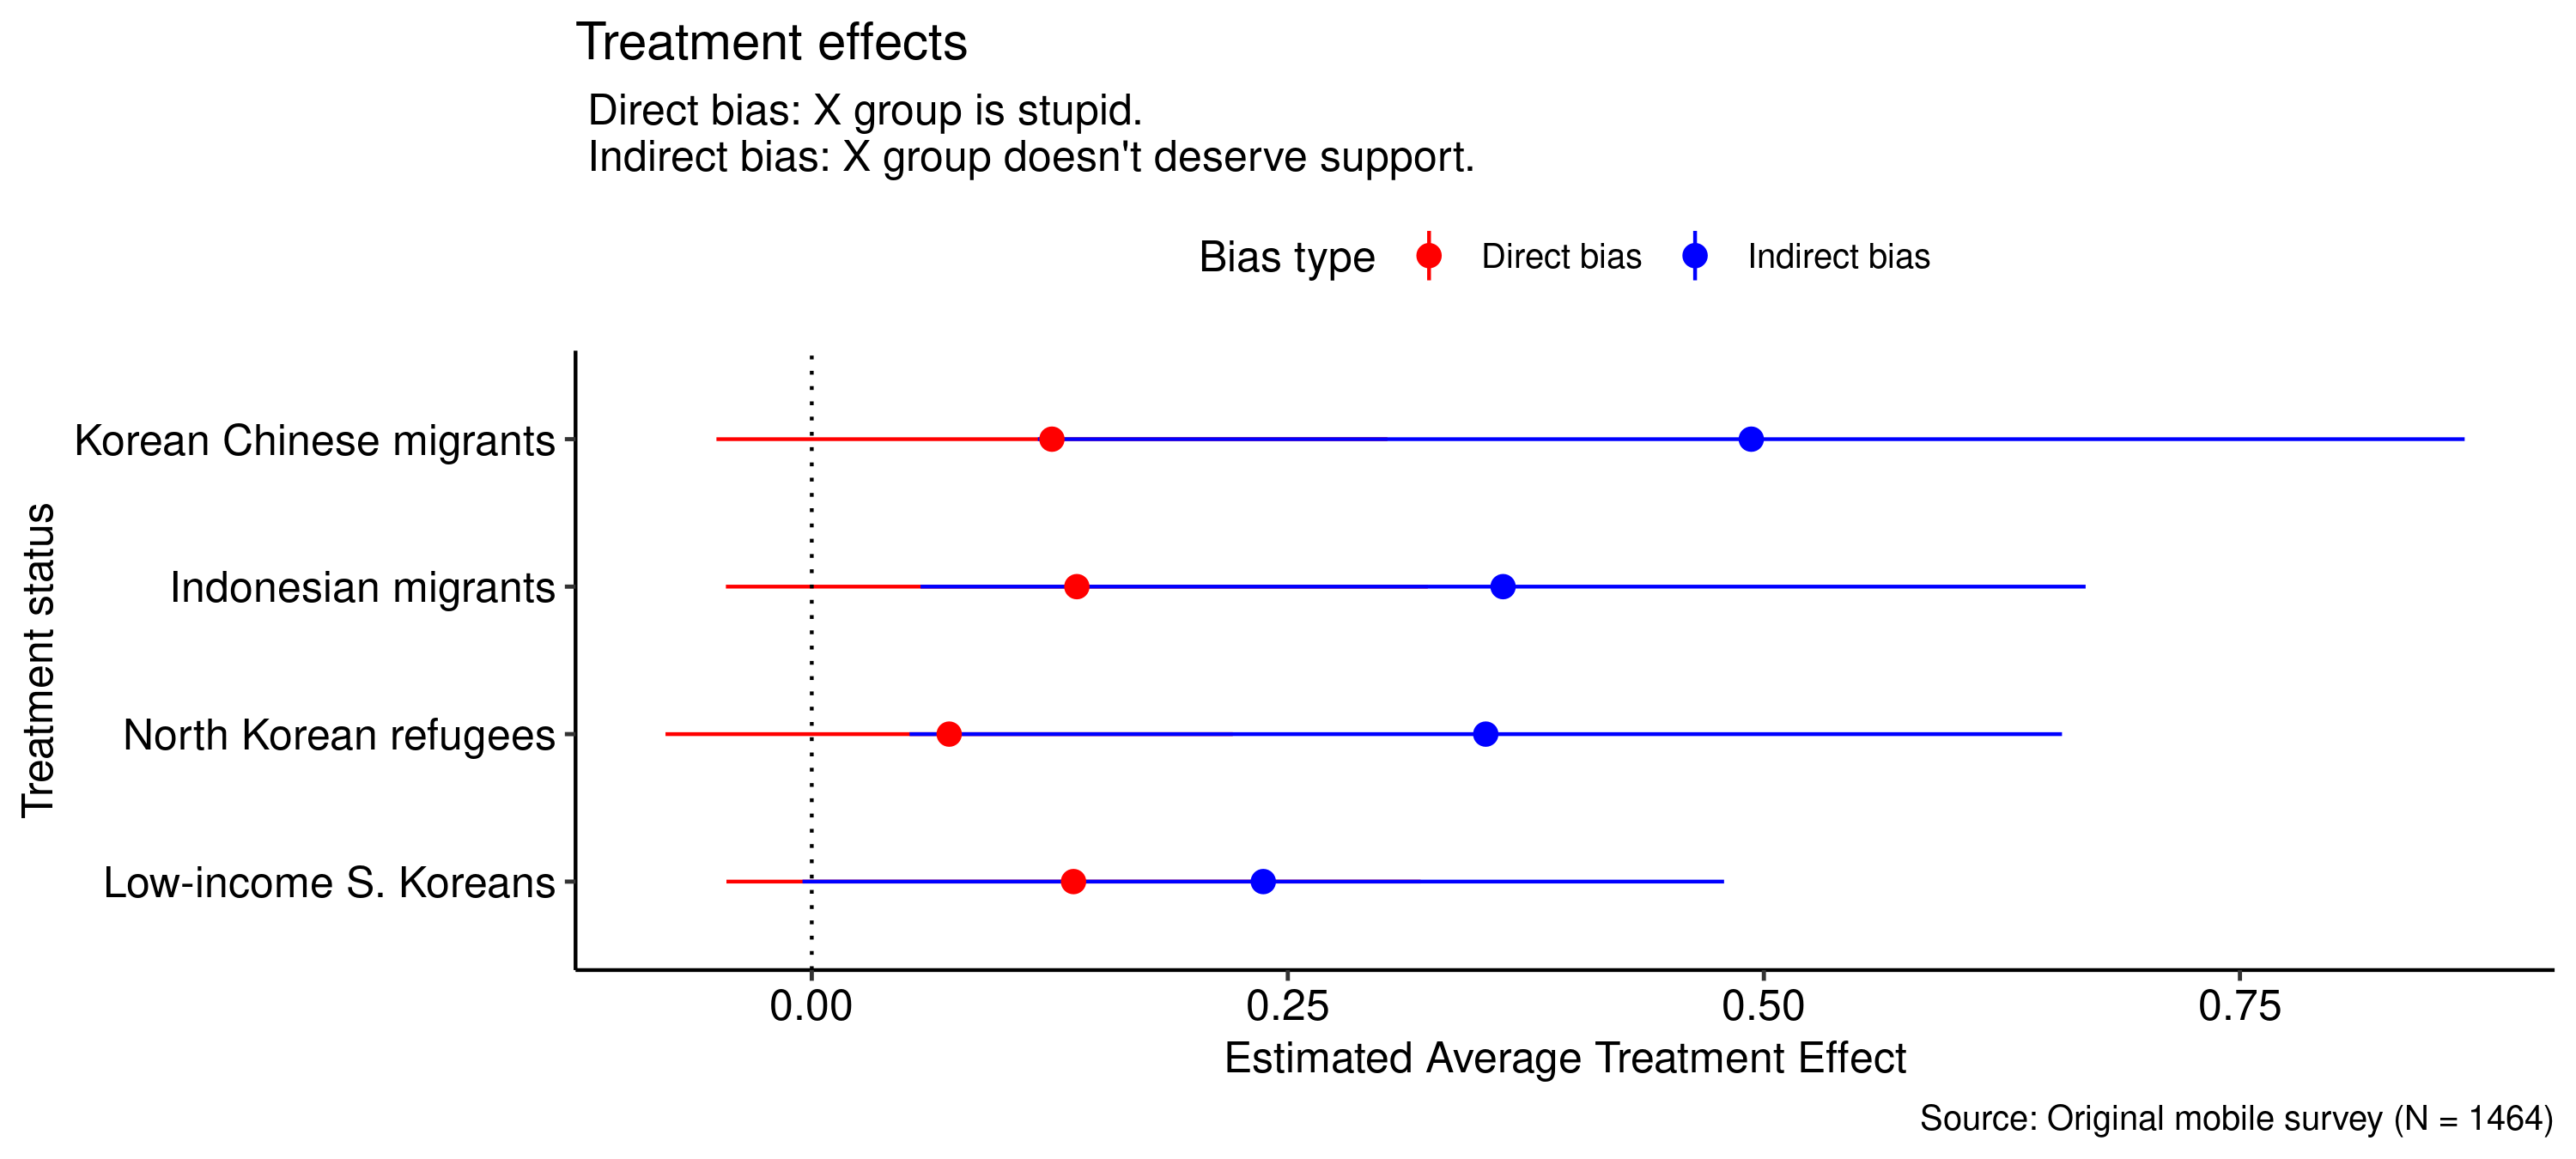 Treatment effects
Direct bias: X group is stupid.
Indirect bias: X group doesn't deserve support.
Bias type Direct bias Indirect bias
Treatment status
Korean Chinese migrants
Indonesian migrants
North Korean refugees
Low-income S. Koreans
0.00 0.25 0.50 0.75
Estimated Average Treatment Effect
Source: Original mobile survey (N = 1464)